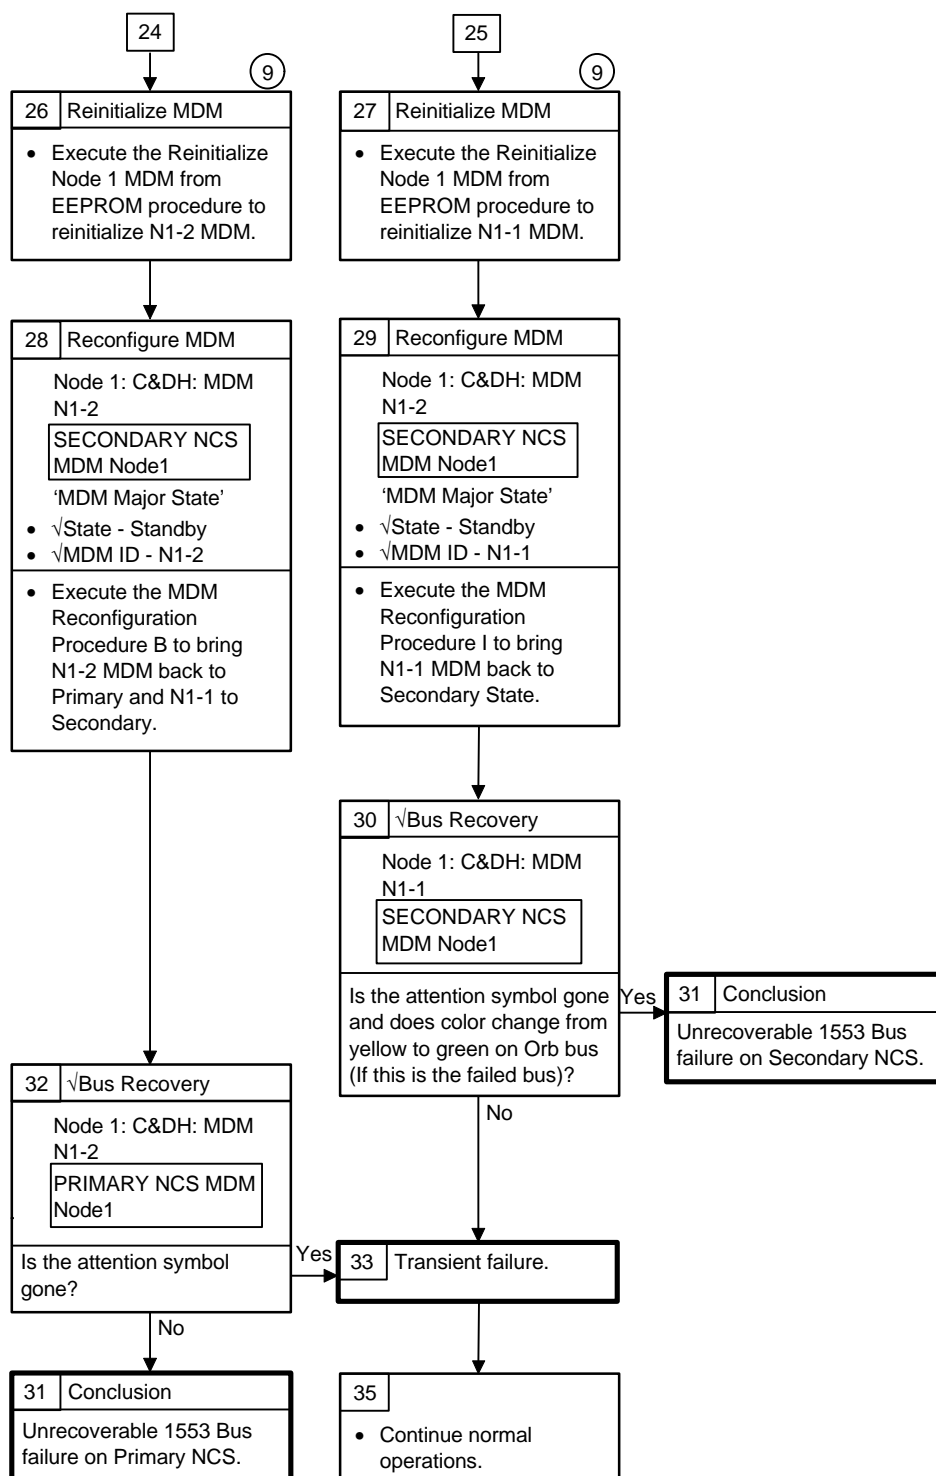 24
9
26 Reinitialize MDM
• Execute the Reinitialize
Node 1 MDM from
EEPROM procedure to
reinitialize N1-2 MDM.
28 Reconfigure MDM
Node 1: C&DH: MDM
N1-2
SECONDARY NCS
MDM Node1
‘MDM Major State’
• √State - Standby
• √MDM ID - N1-2
• Execute the MDM
Reconfiguration
Procedure B to bring
N1-2 MDM back to
Primary and N1-1 to
Secondary.
32 √Bus Recovery
Node 1: C&DH: MDM
N1-2
PRIMARY NCS MDM
Node1
Is the attention symbol
gone?
Yes
No
31 Conclusion
Unrecoverable 1553 Bus
failure on Primary NCS.
25
9
27 Reinitialize MDM
• Execute the Reinitialize
Node 1 MDM from
EEPROM procedure to
reinitialize N1-1 MDM.
29 Reconfigure MDM
Node 1: C&DH: MDM
N1-2
SECONDARY NCS
MDM Node1
‘MDM Major State’
• √State - Standby
• √MDM ID - N1-1
• Execute the MDM
Reconfiguration
Procedure I to bring
N1-1 MDM back to
Secondary State.
30 √Bus Recovery
Node 1: C&DH: MDM
N1-1
SECONDARY NCS
MDM Node1
Is the attention symbol gone
and does color change from
yellow to green on Orb bus
(If this is the failed bus)?
Yes
No
31 Conclusion
Unrecoverable 1553 Bus
failure on Secondary NCS.
33 Transient failure.
35
• Continue normal
operations.